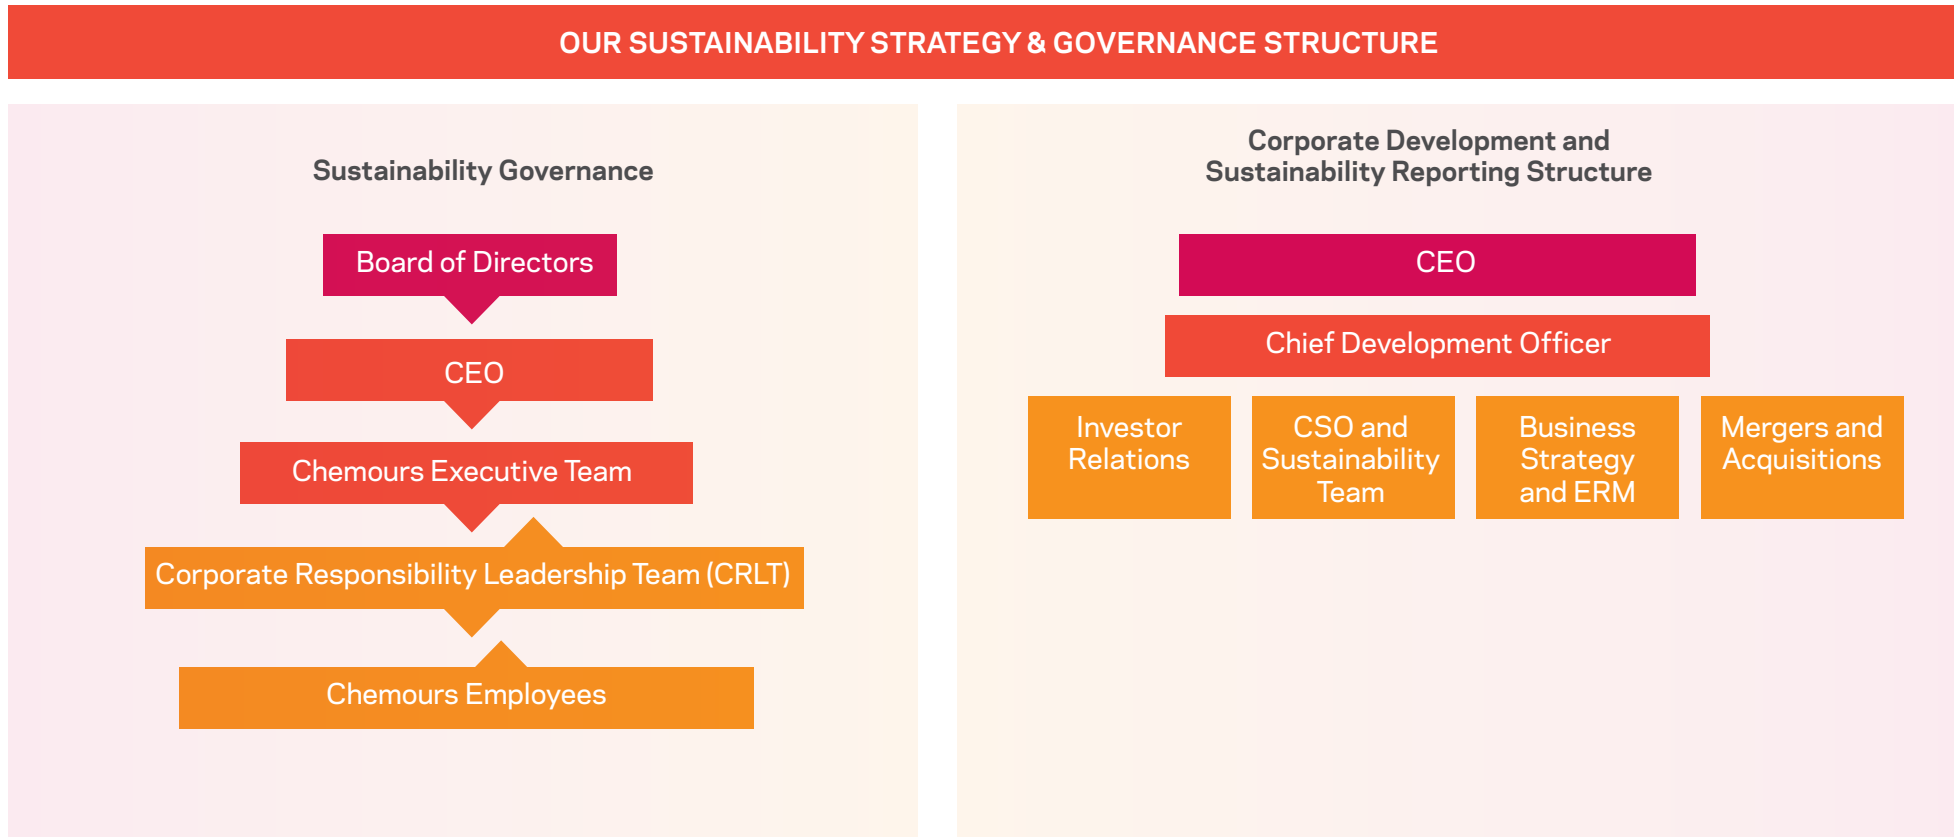 OUR SUSTAINABILITY STRATEGY & GOVERNANCE STRUCTURE
Sustainability Governance
Board of Directors
CEO
Chemours Executive Team
Corporate Responsibility Leadership Team (CRLT)
Chemours Employees
Corporate Development and
Sustainability Reporting Structure
CEO
Chief Development Officer
Investor
Relations
CSO and
Sustainability
Team
Business
Strategy
and ERM
Mergers and
Acquisitions